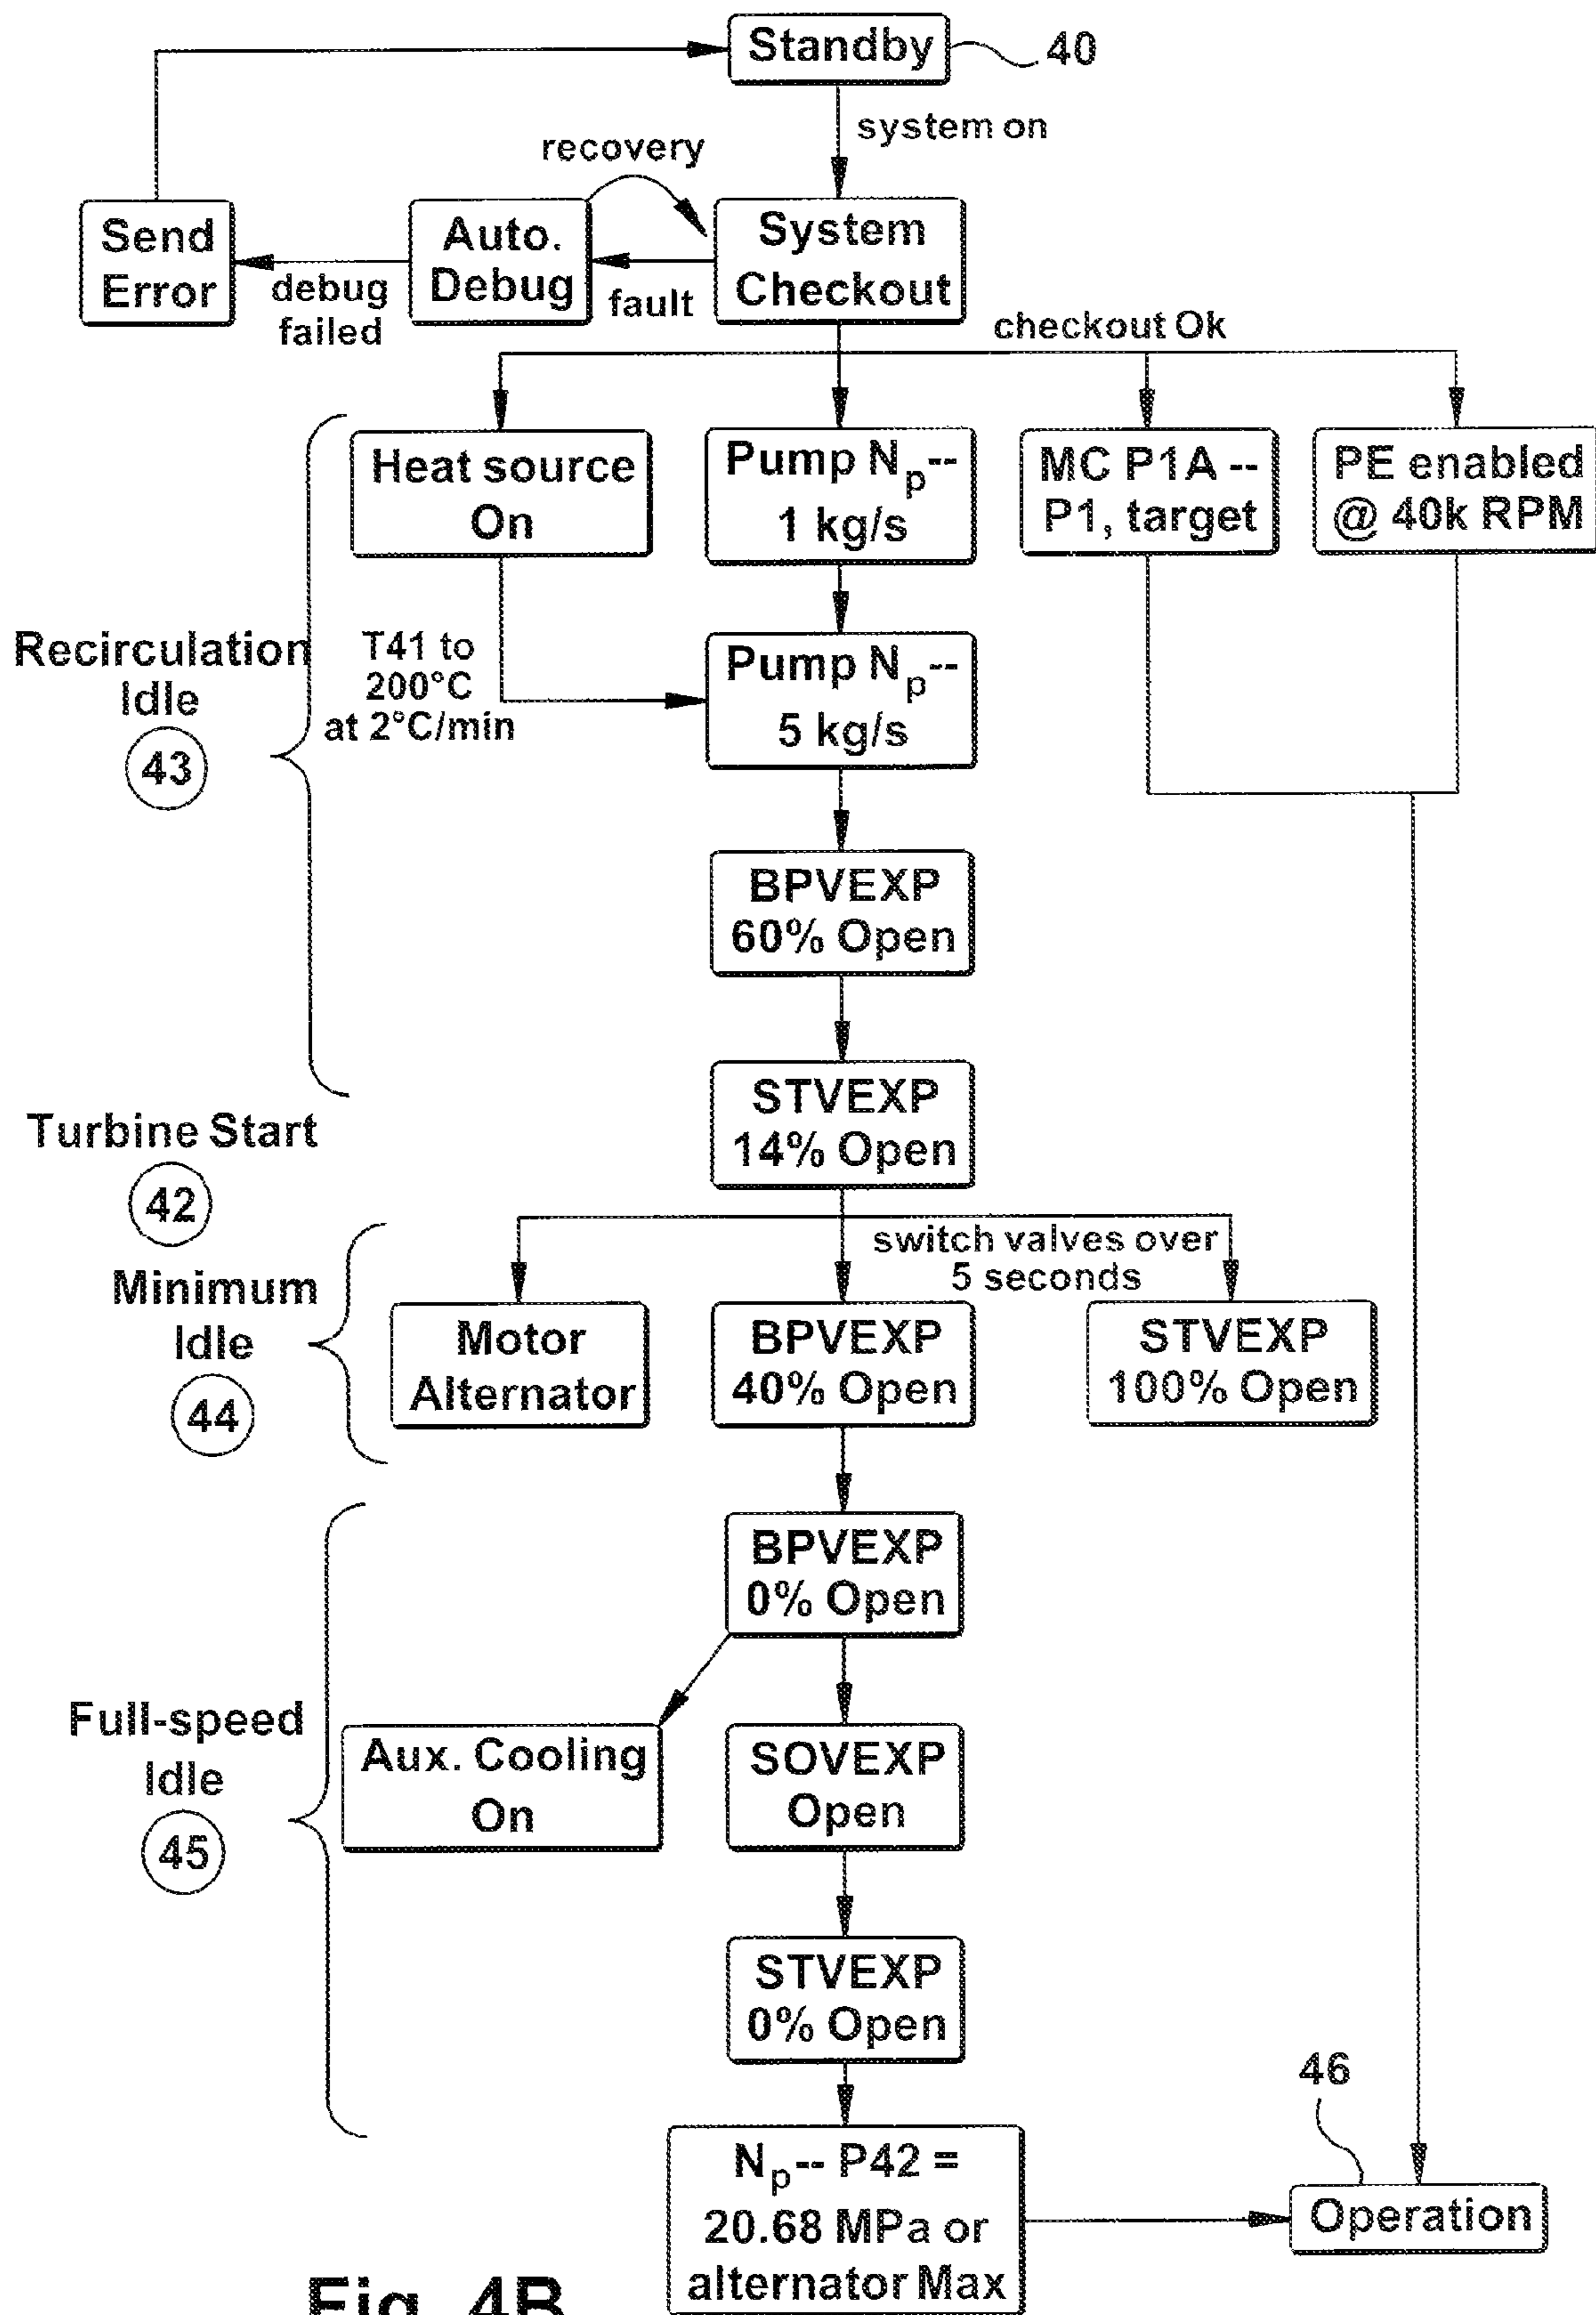 Standby
40
system on
recovery
Send
Error
debug
failed
Auto.
Debug
fault
System
Checkout
checkout Ok
Heat source
On
Pump Np--
1 kg/s
MC P1A --
P1, target
PE enabled
@ 40k RPM
Recirculation
Idle
43
T41 to
200°C
at 2°C/min
Pump Np--
5 kg/s
BPVEXP
60% Open
STVEXP
14% Open
Turbine Start
42
switch valves over
5 seconds
Minimum
Idle
44
Motor
Alternator
BPVEXP
40% Open
STVEXP
100% Open
BPVEXP
0% Open
Full-speed
Idle
45
Aux. Cooling
On
SOVEXP
Open
STVEXP
0% Open
46
Np-- P42 =
20.68 MPa or
alternator Max
Operation
Fig. 4B